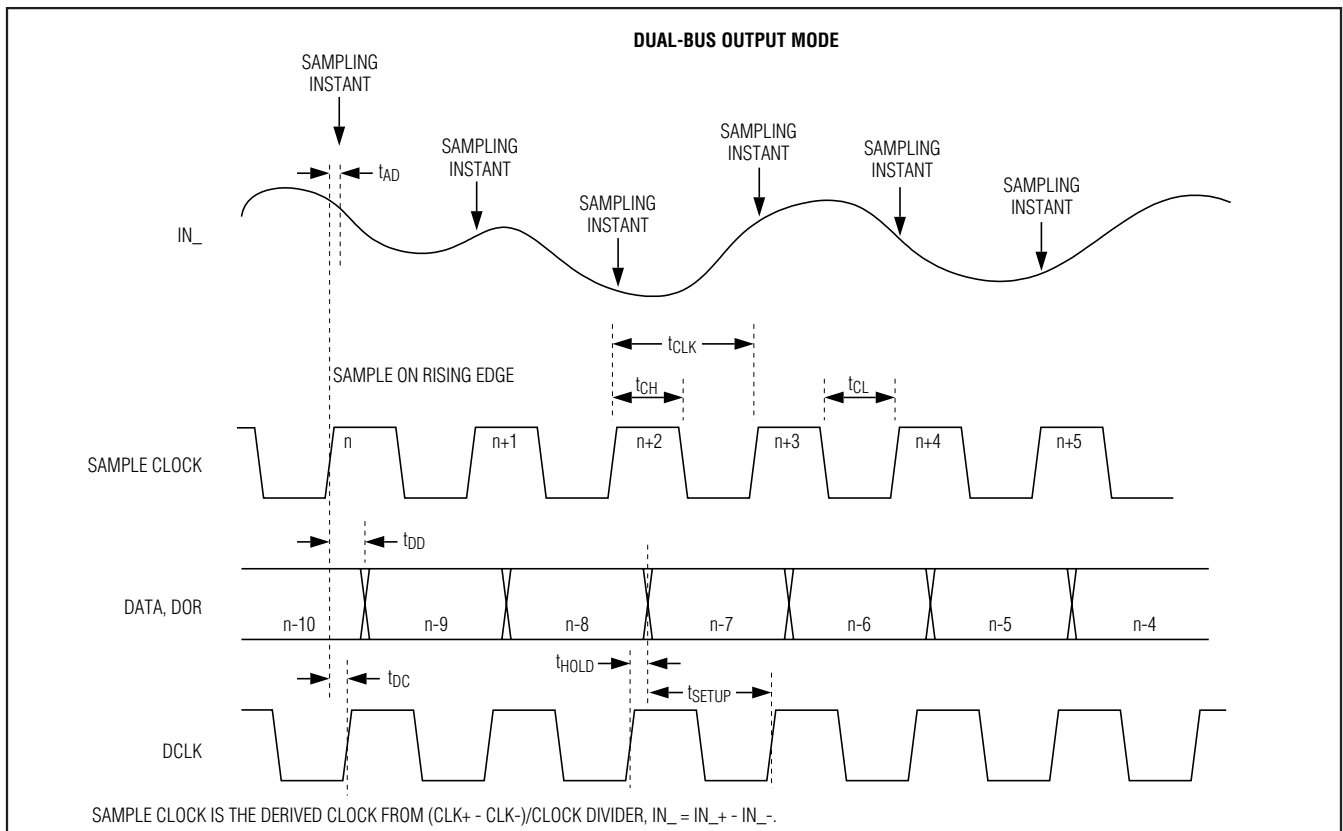 DUAL-BUS OUTPUT MODE
SAMPLING
INSTANT
SAMPLING
INSTANT
SAMPLING
INSTANT
SAMPLING
INSTANT
SAMPLING
INSTANT
SAMPLING
INSTANT
tAD
IN_
tCLK
SAMPLE ON RISING EDGE
tCH
tCL
SAMPLE CLOCK
n
n+1
n+2
n+3
n+4
n+5
tDD
DATA, DOR
n-10
n-9
n-8
n-7
n-6
n-5
n-4
tHOLD
tDC
tSETUP
DCLK
SAMPLE CLOCK IS THE DERIVED CLOCK FROM (CLK+ - CLK-)/CLOCK DIVIDER, IN_ = IN_+ - IN_-.